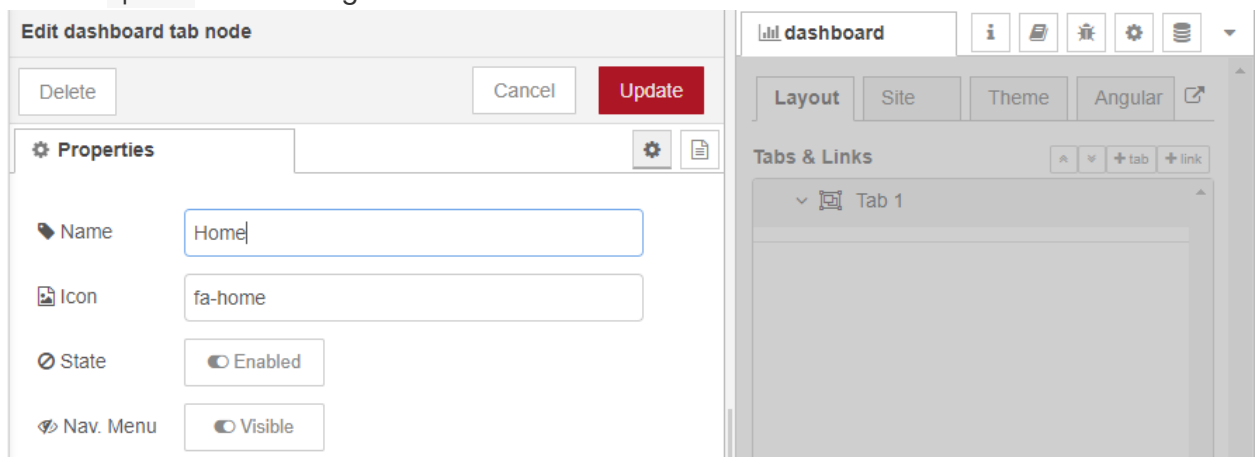 Edit dashboard tab node
Delete
Cancel
Update
Properties
Name
Home
Icon
fa-home
State
Enabled
Nav. Menu
Visible
dashboard
i
Layout
Site
Theme
Angular
Tabs & Links
+ tab
+ link
Tab 1